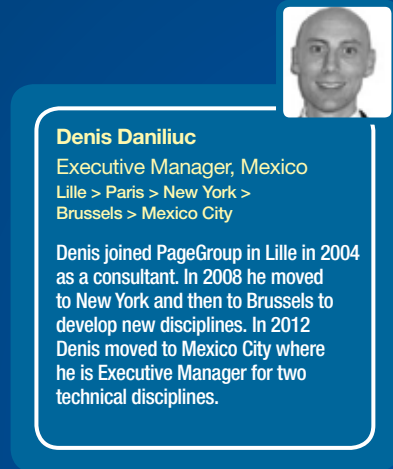 Denis Daniliuc
Executive Manager, Mexico
Lille > Paris > New York >
Brussels > Mexico City
Denis joined PageGroup in Lille in 2004
as a consultant. In 2008 he moved
to New York and then to Brussels to
develop new disciplines. In 2012
Denis moved to Mexico City where
he is Executive Manager for two
technical disciplines.